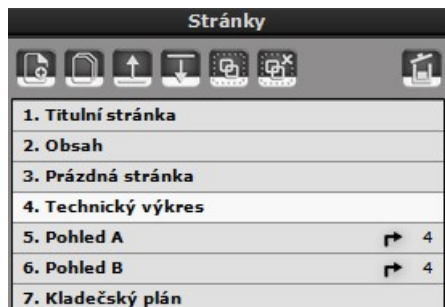 Stránky
1. Titulní stránka
2. Obsah
3. Prázdná stránka
4. Technický výkres
5. Pohled A 4
6. Pohled B 4
7. Kladečský plán